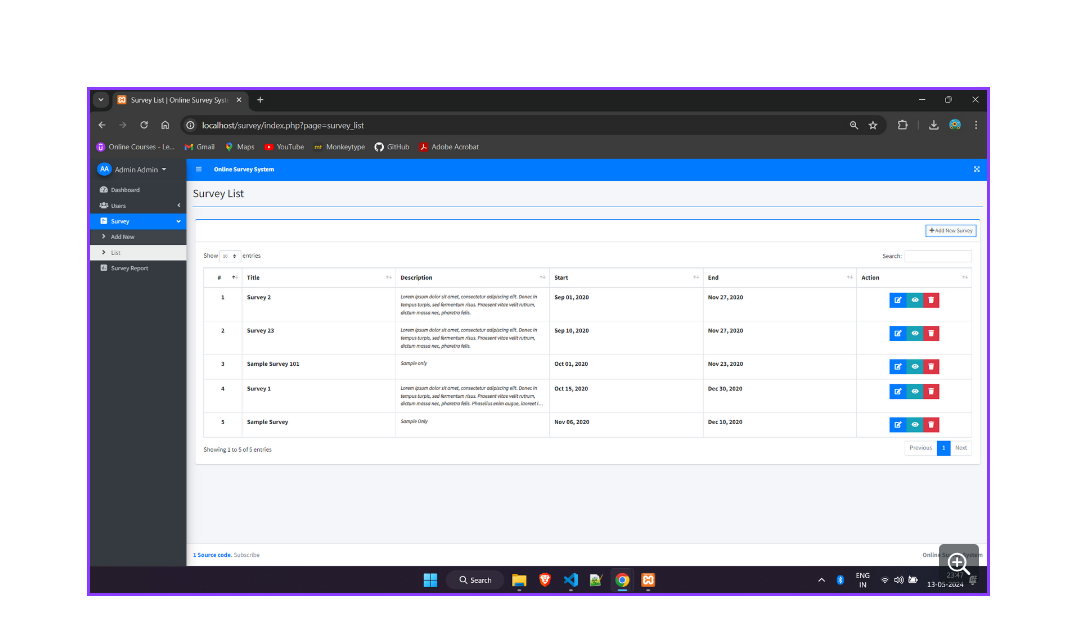 Survey List | Online Survey Syst
localhost/survey/index.php?page=survey_list
Online Courses - Le... Gmail Maps YouTube mt Monkeytype GitHub Adobe Acrobat
AA Admin Admin Online Survey System
Dashboard
Users
Survey
Add New
List
Survey Report
Survey List
Add New Survey
Show 10 entries Search:
# Title Description Start End Action
1 Survey 2 Lorem ipsum dolor sit amet, consectetur adipiscing elit. Donec in Sep 01, 2020 Nov 27, 2020
tempus turpis, sed fermentum risus. Praesent vitae velit rutrum,
dictum massa nec, pharetra felis.
2 Survey 23 Lorem ipsum dolor sit amet, consectetur adipiscing elit. Donec in Sep 10, 2020 Nov 27, 2020
tempus turpis, sed fermentum risus. Praesent vitae velit rutrum,
dictum massa nec, pharetra felis.
3 Sample Survey 101 Sample only Oct 01, 2020 Nov 23, 2020
4 Survey 1 Lorem ipsum dolor sit amet, consectetur adipiscing elit. Donec in Oct 15, 2020 Dec 30, 2020
tempus turpis, sed fermentum risus. Praesent vitae velit rutrum,
dictum massa nec, pharetra felis. Phasellus enim augue, laoreet i...
5 Sample Survey Sample Only Nov 06, 2020 Dec 10, 2020
Showing 1 to 5 of 5 entries Previous 1 Next
1 Source code. Subscribe Online
Search
ENG 23:47
IN 13-05-2024